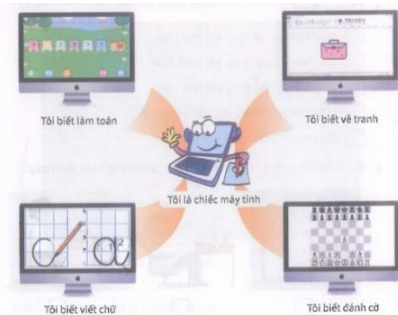 Tôi biết làm toán
Tôi biết vẽ tranh
Tôi là chiếc máy tính
Tôi biết viết chữ
Tôi biết đánh cờ